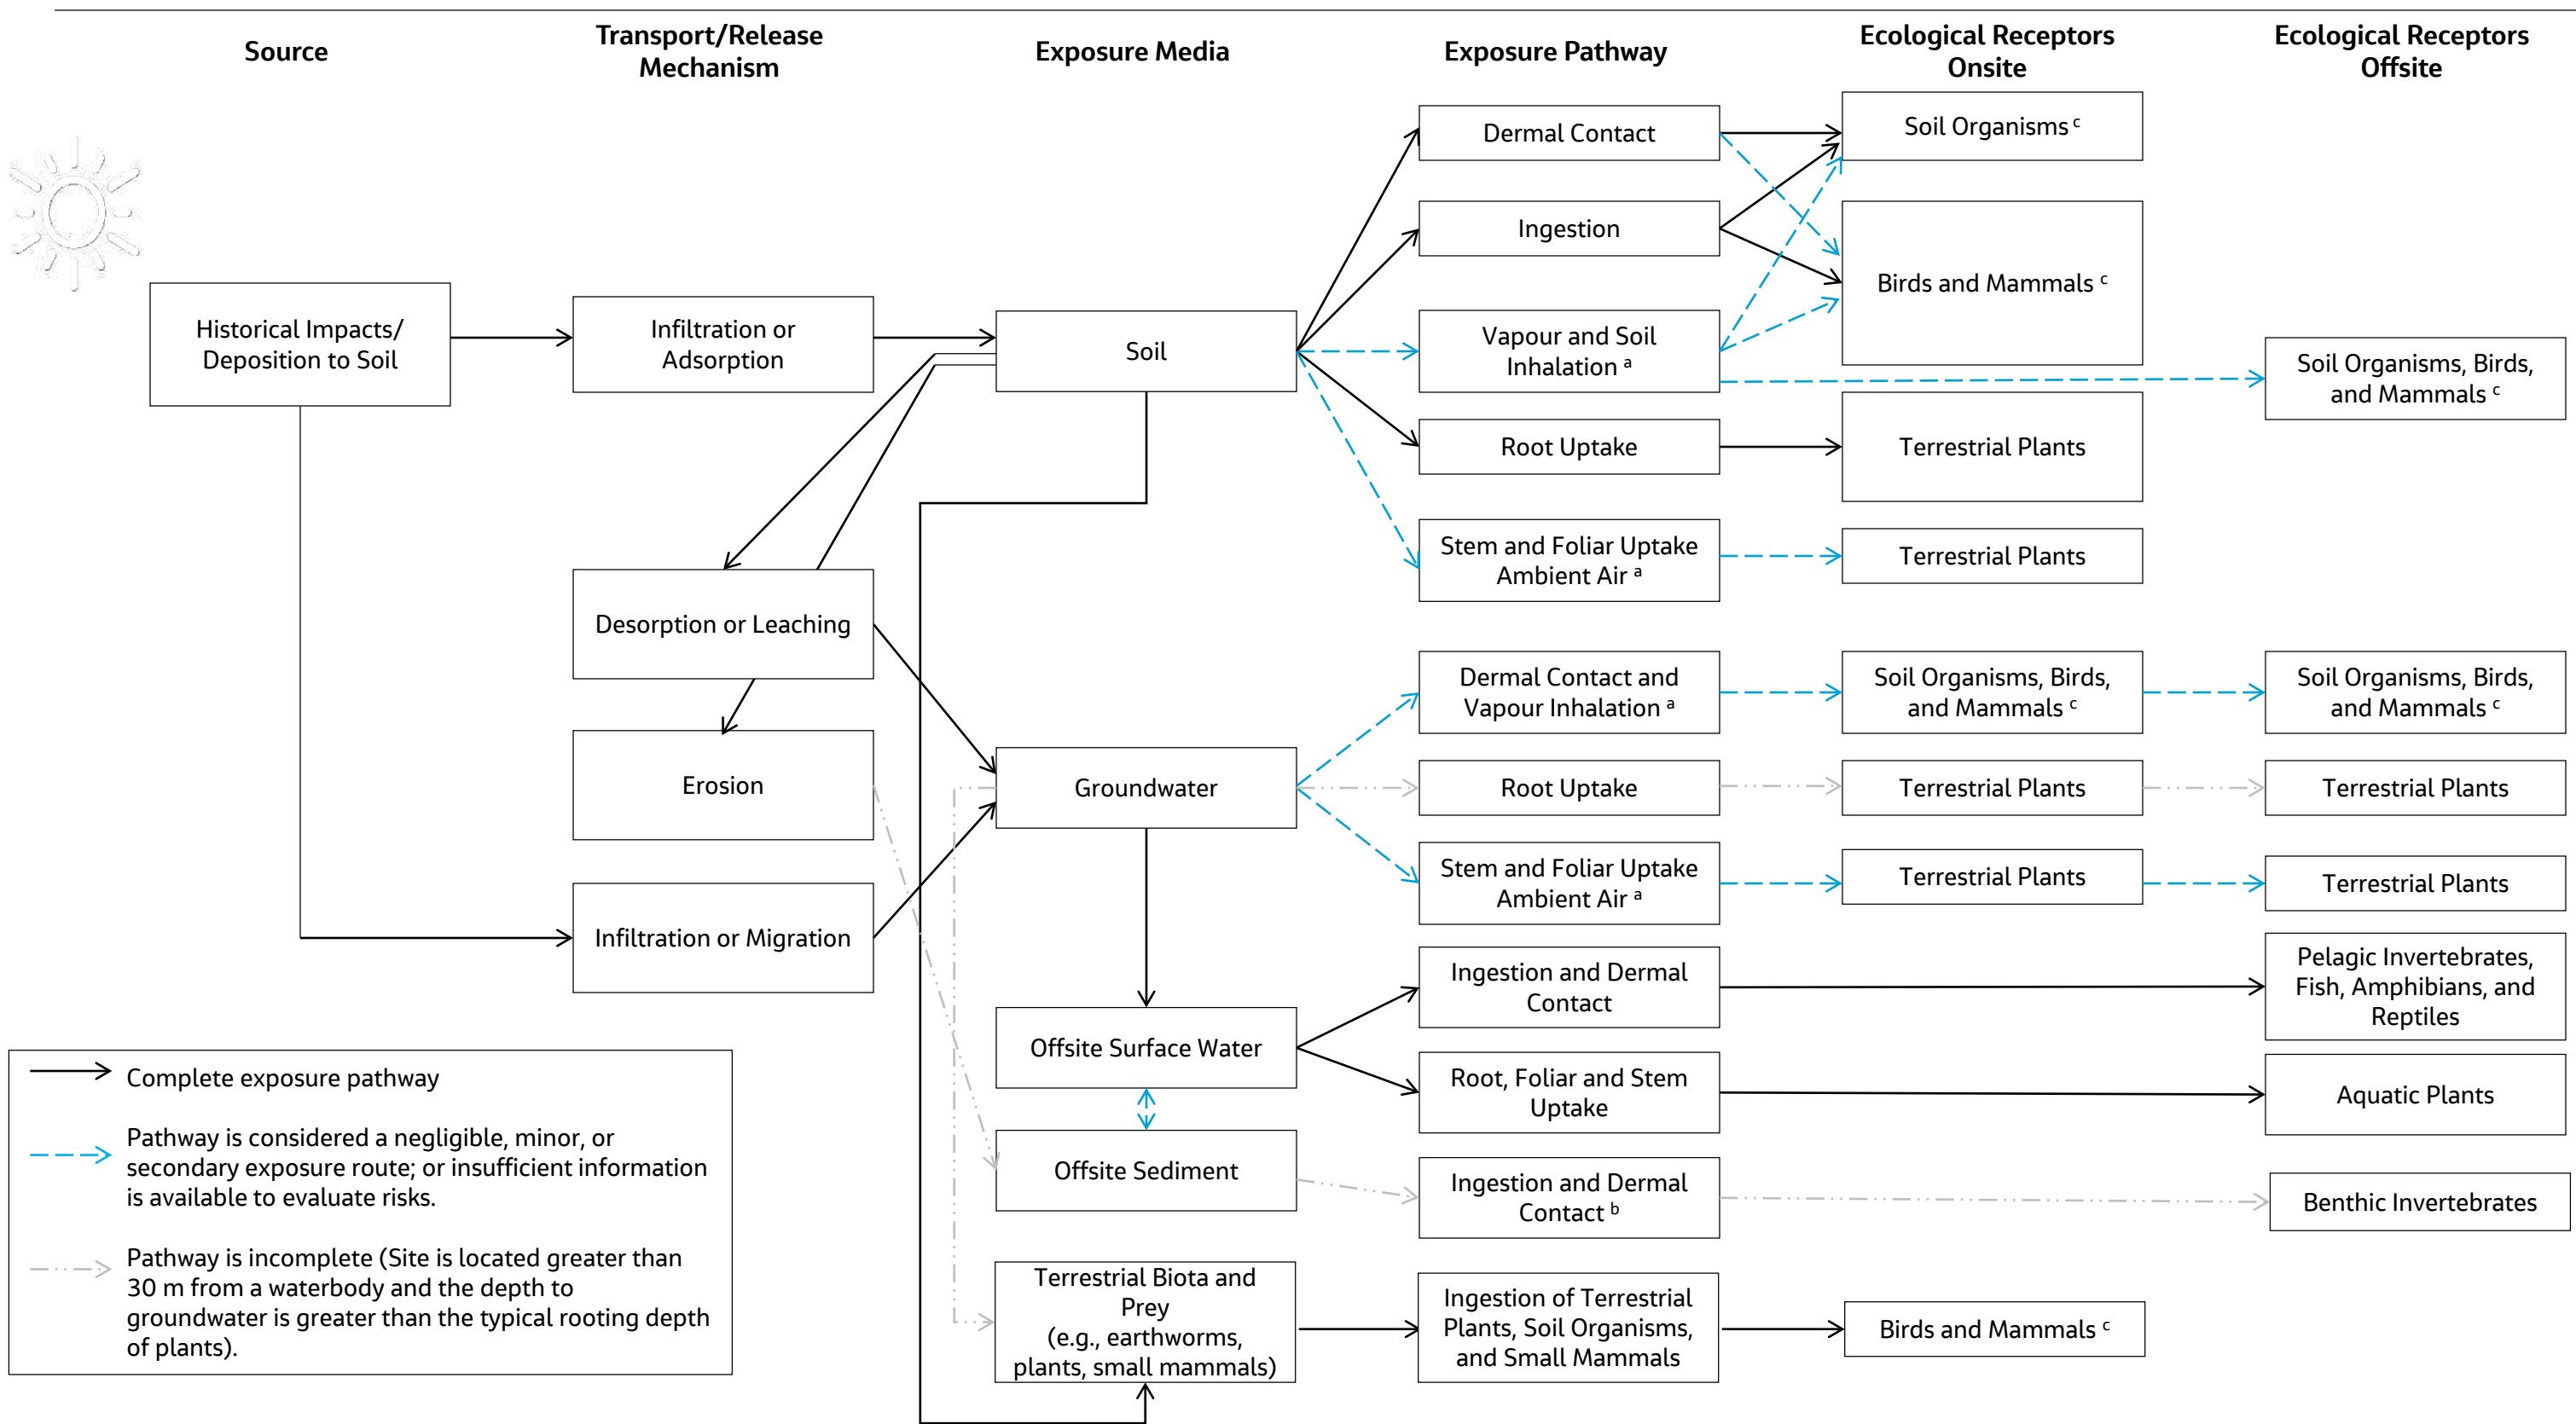 Source
Transport/Release
Mechanism
Exposure Media
Exposure Pathway
Ecological Receptors
Onsite
Ecological Receptors
Offsite
Historical Impacts/
Deposition to Soil
Infiltration or
Adsorption
Soil
Dermal Contact
Soil Organisms c
Ingestion
Birds and Mammals c
Vapour and Soil
Inhalation a
Soil Organisms, Birds,
and Mammals c
Root Uptake
Terrestrial Plants
Stem and Foliar Uptake
Ambient Air a
Terrestrial Plants
Desorption or Leaching
Erosion
Infiltration or Migration
Groundwater
Dermal Contact and
Vapour Inhalation a
Soil Organisms, Birds,
and Mammals c
Soil Organisms, Birds,
and Mammals c
Root Uptake
Terrestrial Plants
Terrestrial Plants
Stem and Foliar Uptake
Ambient Air a
Terrestrial Plants
Terrestrial Plants
Offsite Surface Water
Ingestion and Dermal
Contact
Pelagic Invertebrates,
Fish, Amphibians, and
Reptiles
Root, Foliar and Stem
Uptake
Aquatic Plants
Offsite Sediment
Ingestion and Dermal
Contact b
Benthic Invertebrates
Terrestrial Biota and
Prey
(e.g., earthworms,
plants, small mammals)
Ingestion of Terrestrial
Plants, Soil Organisms,
and Small Mammals
Birds and Mammals c
Complete exposure pathway
Pathway is considered a negligible, minor, or
secondary exposure route; or insufficient information
is available to evaluate risks.
Pathway is incomplete (Site is located greater than
30 m from a waterbody and the depth to
groundwater is greater than the typical rooting depth
of plants).